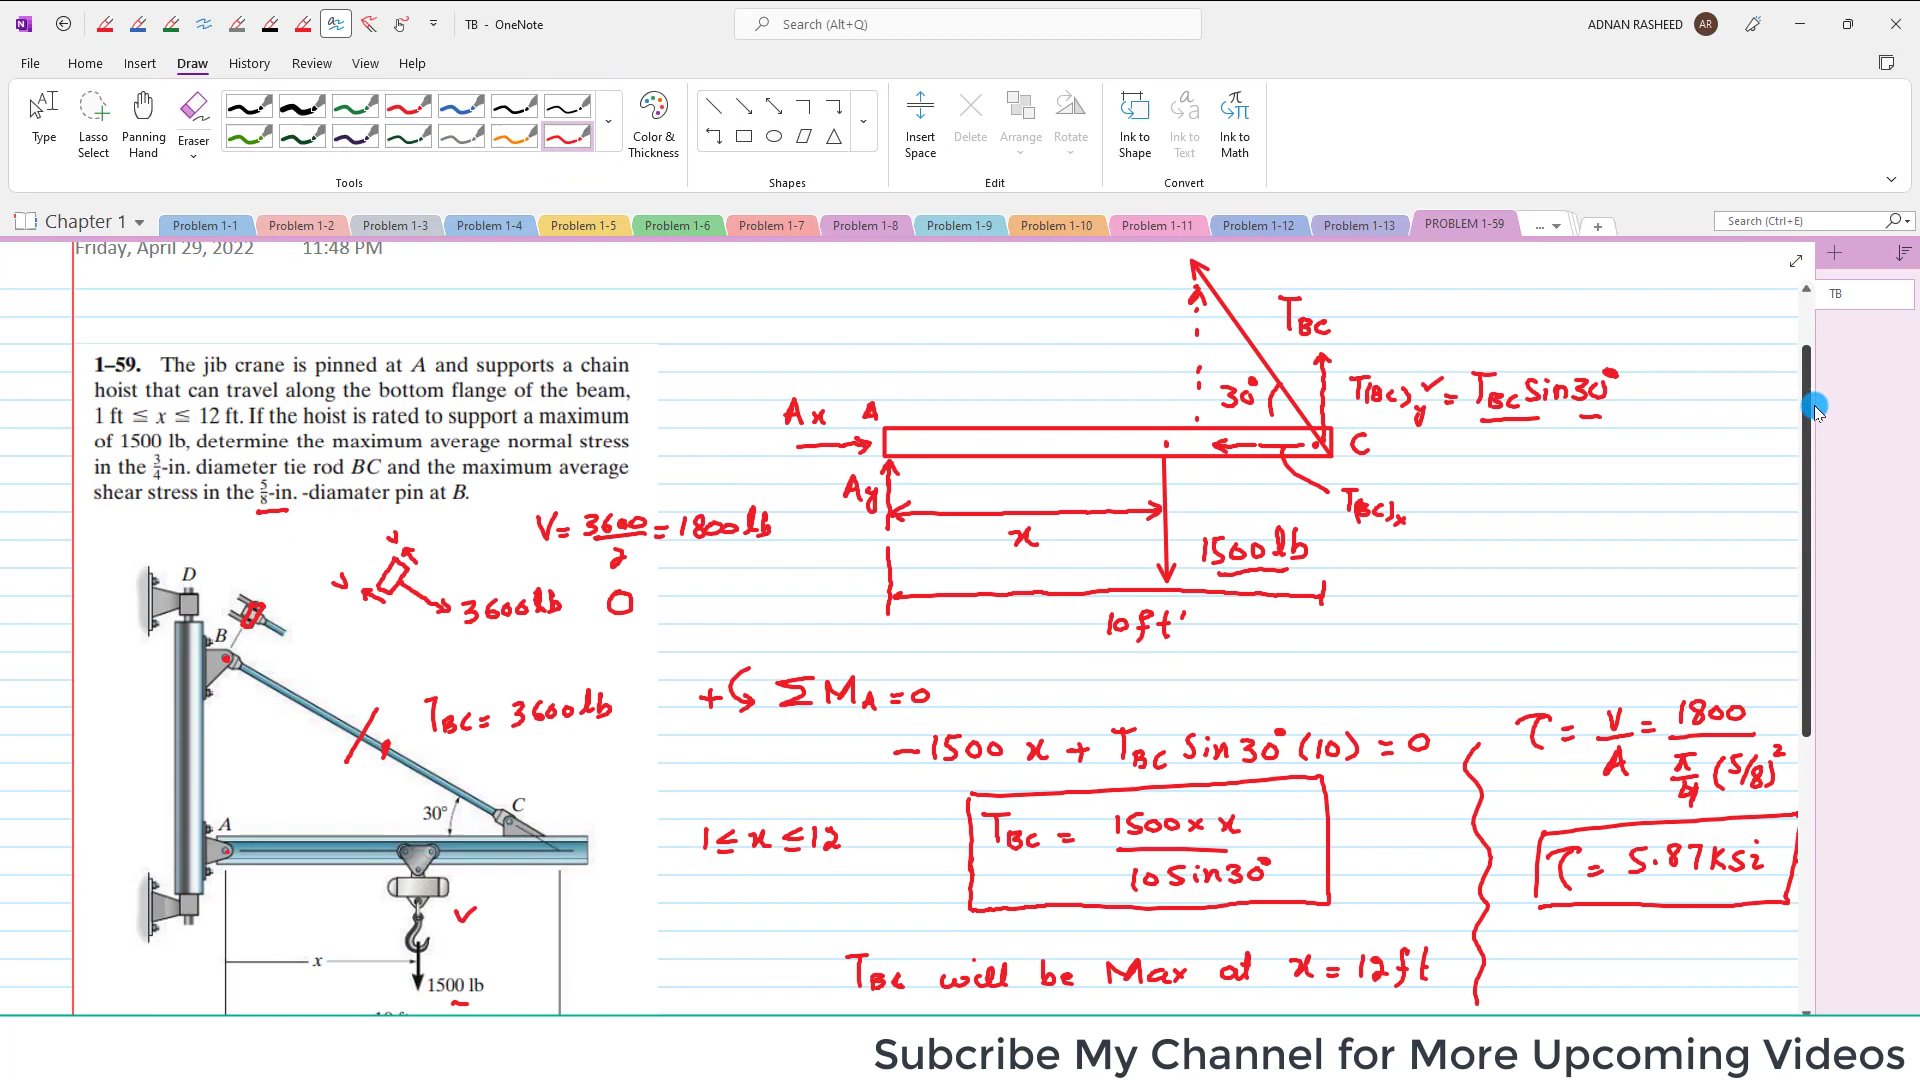 TB - OneNote
Search (Alt+Q)
ADNAN RASHEED
AR
File Home Insert Draw History Review View Help
Type
Lasso Select
Panning Hand
Eraser
Color & Thickness
Insert Space
Delete
Arrange
Rotate
Ink to Shape
Ink to Text
Ink to Math
Tools
Shapes
Edit
Convert
Chapter 1
Problem 1-1 Problem 1-2 Problem 1-3 Problem 1-4 Problem 1-5 Problem 1-6 Problem 1-7 Problem 1-8 Problem 1-9 Problem 1-10 Problem 1-11 Problem 1-12 Problem 1-13 PROBLEM 1-59 ...
Search (Ctrl+E)
TB
Friday, April 29, 2022 11:48 PM
1–59. The jib crane is pinned at A and supports a chain
hoist that can travel along the bottom flange of the beam,
1 ft ≤ x ≤ 12 ft. If the hoist is rated to support a maximum
of 1500 lb, determine the maximum average normal stress
in the 3/4-in. diameter tie rod BC and the maximum average
shear stress in the 5/8-in. -diamater pin at B.
V = 3600/2 = 1800 lb
V
V
3600 lb
D
B
T_BC = 3600 lb
30°
C
A
x
1500 lb
T_BC
30°
T(BC)y = T_BC Sin30°
Ax A
C
Ay
T(BC)x
x
1500 lb
10 ft
+ ΣM_A = 0
-1500 x + T_BC Sin30° (10) = 0
1 ≤ x ≤ 12
T_BC = 1500 × x / 10 Sin30°
T_BC will be Max at x = 12 ft
τ = V/A = 1800 / π/4 (5/8)²
τ = 5.87 Ksi
Subcribe My Channel for More Upcoming Videos